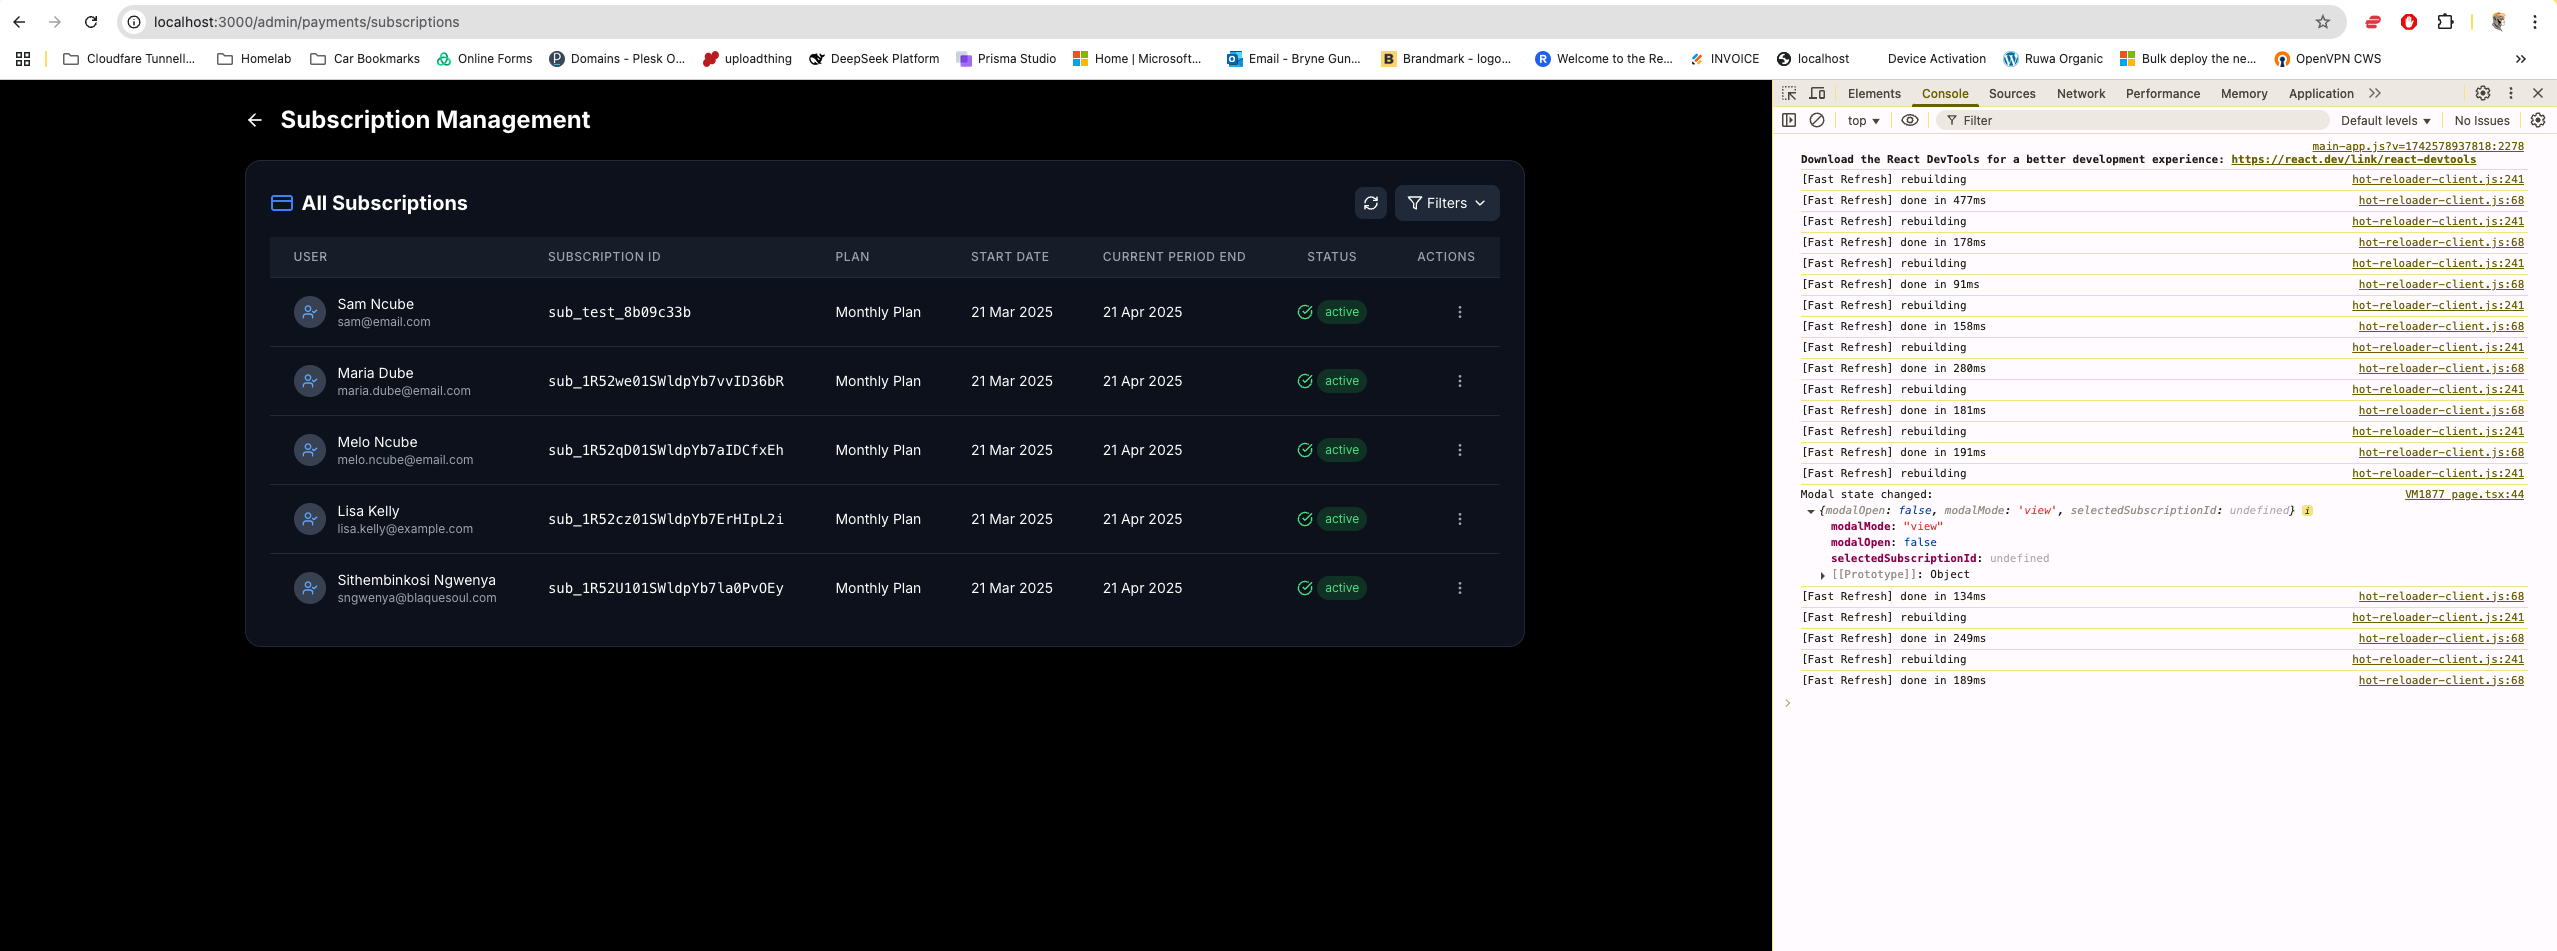 localhost:3000/admin/payments/subscriptions
Cloudfare Tunnell... Homelab Car Bookmarks Online Forms Domains - Plesk O... uploadthing DeepSeek Platform Prisma Studio Home | Microsoft... Email - Bryne Gun... Brandmark - logo... Welcome to the Re... INVOICE localhost Device Activation Ruwa Organic Bulk deploy the ne... OpenVPN CWS
Subscription Management
All Subscriptions
Filters
USER SUBSCRIPTION ID PLAN START DATE CURRENT PERIOD END STATUS ACTIONS
Sam Ncube
sam@email.com
sub_test_8b09c33b Monthly Plan 21 Mar 2025 21 Apr 2025 active
Maria Dube
maria.dube@email.com
sub_1R52we01SWldpYb7vvID36bR Monthly Plan 21 Mar 2025 21 Apr 2025 active
Melo Ncube
melo.ncube@email.com
sub_1R52qD01SWldpYb7aIDCfxEh Monthly Plan 21 Mar 2025 21 Apr 2025 active
Lisa Kelly
lisa.kelly@example.com
sub_1R52cz01SWldpYb7ErHIpL2i Monthly Plan 21 Mar 2025 21 Apr 2025 active
Sithembinkosi Ngwenya
sngwenya@blaquesoul.com
sub_1R52U101SWldpYb7la0PvOEy Monthly Plan 21 Mar 2025 21 Apr 2025 active
Elements Console Sources Network Performance Memory Application
top Filter Default levels No Issues
main-app.js?v=1742578937818:2278
Download the React DevTools for a better development experience: https://react.dev/link/react-devtools
[Fast Refresh] rebuilding hot-reloader-client.js:241
[Fast Refresh] done in 477ms hot-reloader-client.js:68
[Fast Refresh] rebuilding hot-reloader-client.js:241
[Fast Refresh] done in 178ms hot-reloader-client.js:68
[Fast Refresh] rebuilding hot-reloader-client.js:241
[Fast Refresh] done in 91ms hot-reloader-client.js:68
[Fast Refresh] rebuilding hot-reloader-client.js:241
[Fast Refresh] done in 158ms hot-reloader-client.js:68
[Fast Refresh] rebuilding hot-reloader-client.js:241
[Fast Refresh] done in 280ms hot-reloader-client.js:68
[Fast Refresh] rebuilding hot-reloader-client.js:241
[Fast Refresh] done in 181ms hot-reloader-client.js:68
[Fast Refresh] rebuilding hot-reloader-client.js:241
[Fast Refresh] done in 191ms hot-reloader-client.js:68
[Fast Refresh] rebuilding hot-reloader-client.js:241
Modal state changed: VM1877 page.tsx:44
{modalOpen: false, modalMode: 'view', selectedSubscriptionId: undefined}
modalMode: "view"
modalOpen: false
selectedSubscriptionId: undefined
[[Prototype]]: Object
[Fast Refresh] done in 134ms hot-reloader-client.js:68
[Fast Refresh] rebuilding hot-reloader-client.js:241
[Fast Refresh] done in 249ms hot-reloader-client.js:68
[Fast Refresh] rebuilding hot-reloader-client.js:241
[Fast Refresh] done in 189ms hot-reloader-client.js:68